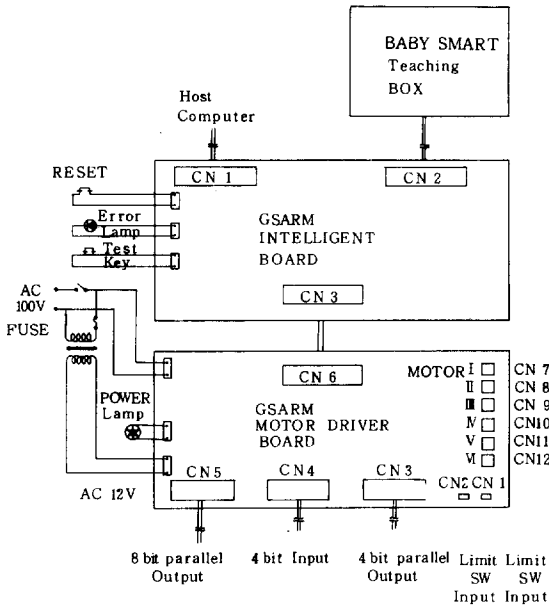 BABY SMART
Teaching
BOX
Host
Computer
RESET
CN 1
CN 2
Error
Lamp
GSARM
INTELLIGENT
BOARD
Test
Key
CN 3
AC
100V
FUSE
CN 6
MOTOR I CN 7
II CN 8
III CN 9
IV CN10
V CN11
VI CN12
POWER
Lamp
GSARM
MOTOR DRIVER
BOARD
AC 12V
CN5
CN4
CN3
CN2 CN 1
8 bit parallel
Output
4 bit Input
4 bit parallel
Output
Limit
SW
Input
Limit
SW
Input